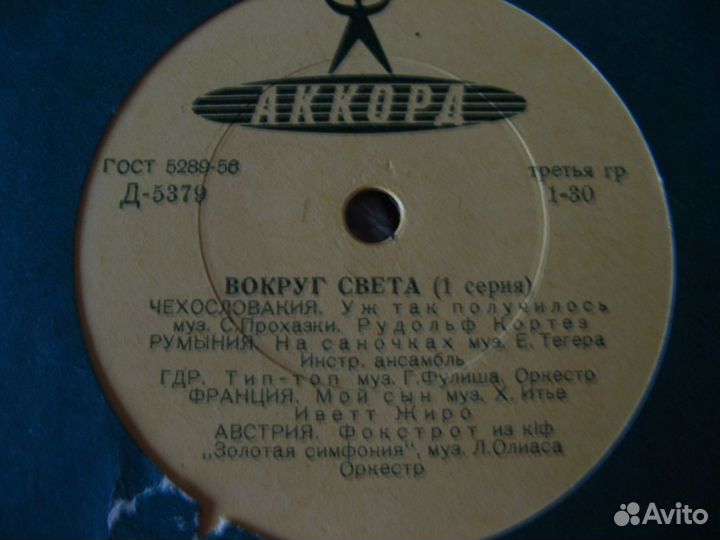 АККОРД
ГОСТ 5289-56 третья гр
Д-5379 1-30
ВОКРУГ СВЕТА (1 серия)
ЧЕХОСЛОВАКИЯ. Уж так получилось
муз. С.Прохазки. Рудольф Кортез
РУМЫНИЯ. На саночках муз. Е. Тегера
Инстр. ансамбль
ГДР. Тип-топ муз. Г.Фулиша. Оркестр
ФРАНЦИЯ. Мой сын муз. Х. Итье
Иветт Жиро
АВСТРИЯ. Фокстрот из к|ф
„Золотая симфония", муз. Л.Олиаса
Оркестр
Avito